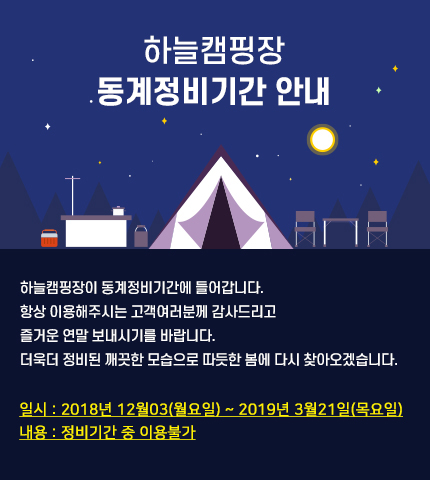 하늘캠핑장
동계정비기간 안내
하늘캠핑장이 동계정비기간에 들어갑니다.
항상 이용해주시는 고객여러분께 감사드리고
즐거운 연말 보내시기를 바랍니다.
더욱더 정비된 깨끗한 모습으로 따듯한 봄에 다시 찾아오겠습니다.
일시 : 2018년 12월03(월요일) ~ 2019년 3월21일(목요일)
내용 : 정비기간 중 이용불가